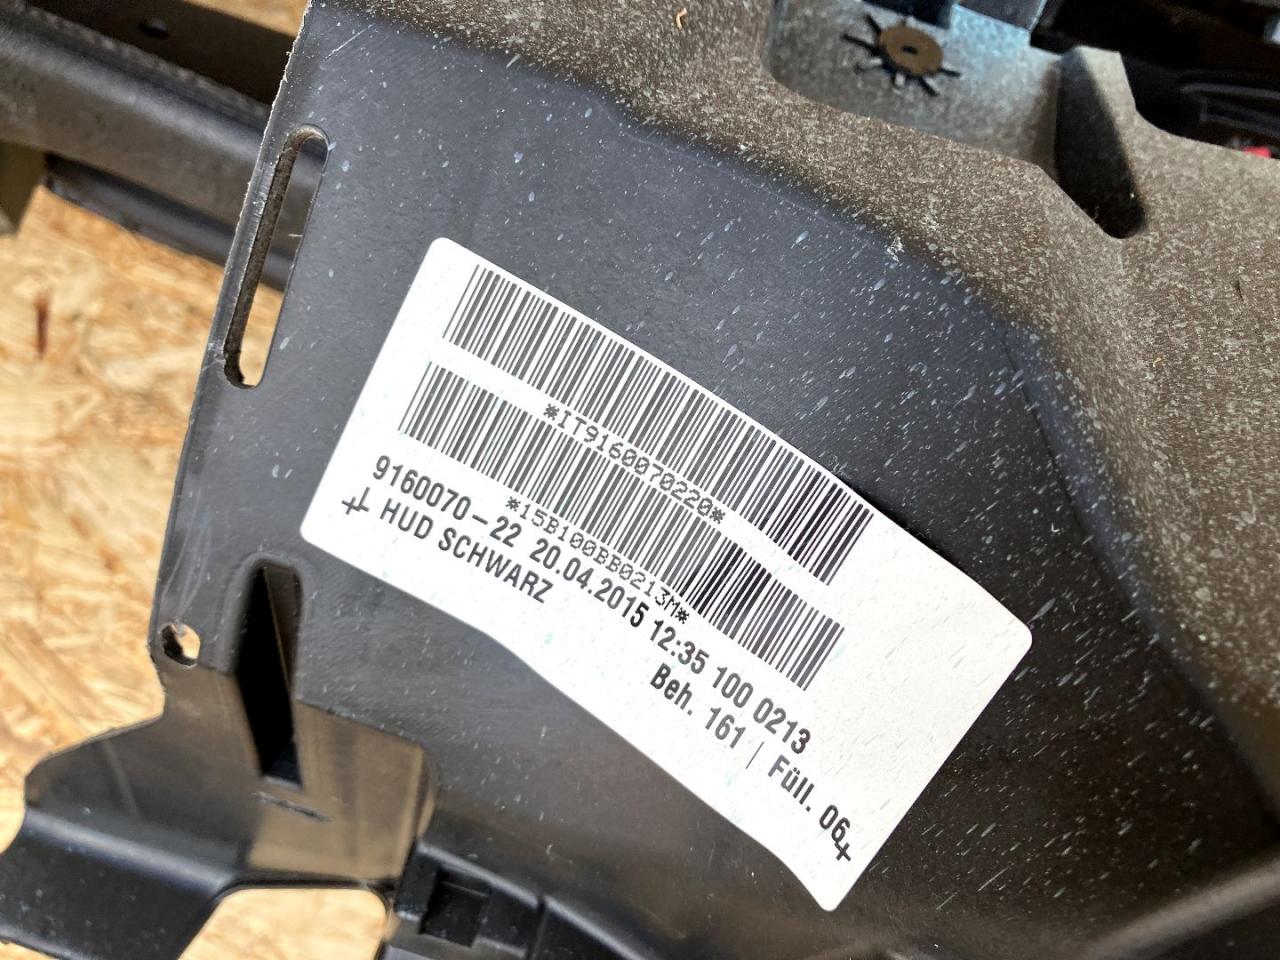 *IT9160070220*
*15B100BB0213M*
9160070-22 20.04.2015 12:35 100 0213
HUD SCHWARZ
Beh. 161 | Füll. 06